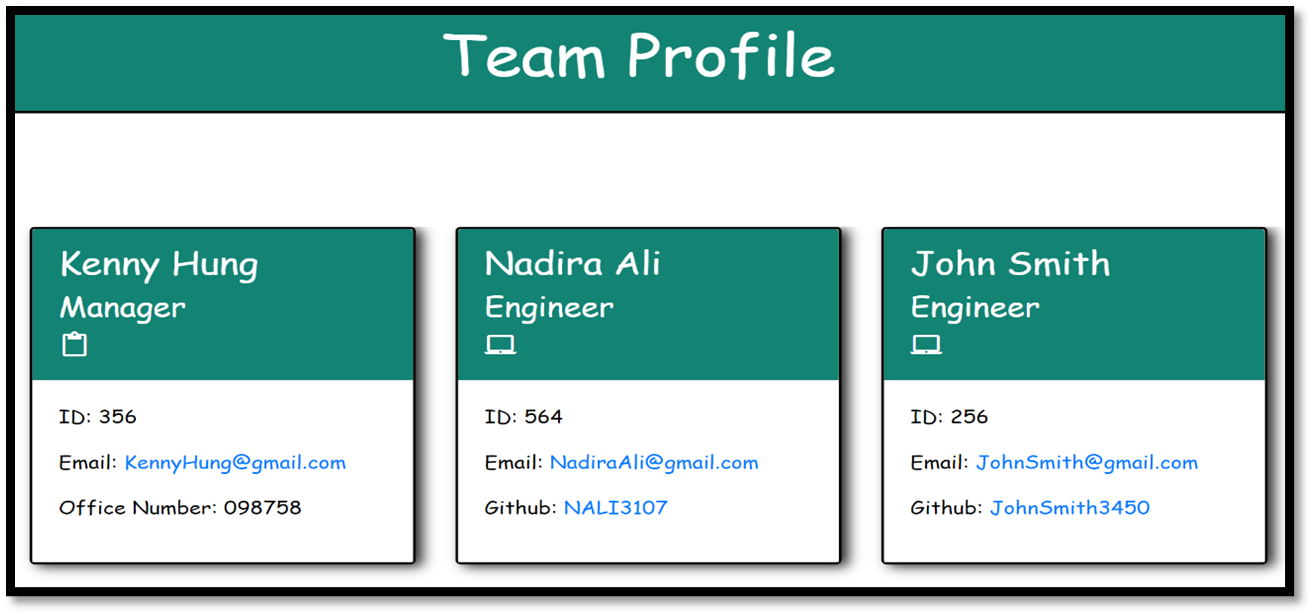 Team Profile
Kenny Hung
Manager
ID: 356
Email: KennyHung@gmail.com
Office Number: 098758
Nadira Ali
Engineer
ID: 564
Email: NadiraAli@gmail.com
Github: NALI3107
John Smith
Engineer
ID: 256
Email: JohnSmith@gmail.com
Github: JohnSmith3450